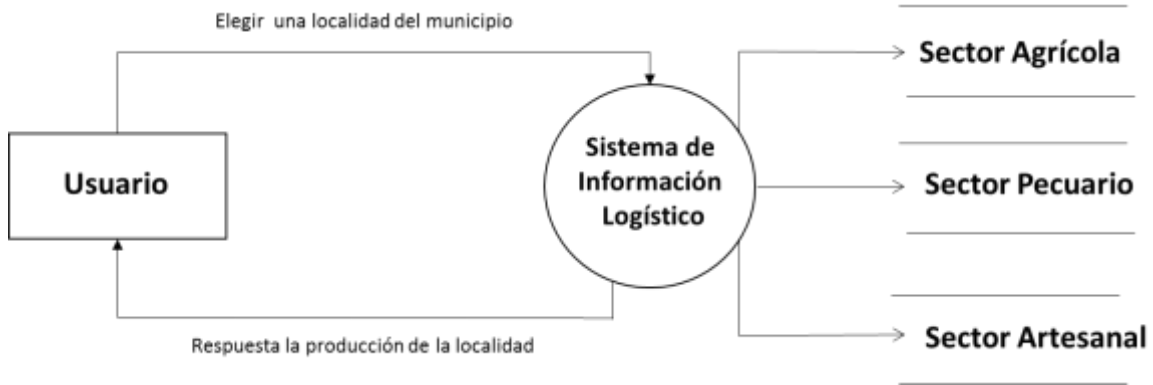 Elegir una localidad del municipio
Usuario
Sistema de
Información
Logístico
Sector Agrícola
Sector Pecuario
Sector Artesanal
Respuesta la producción de la localidad